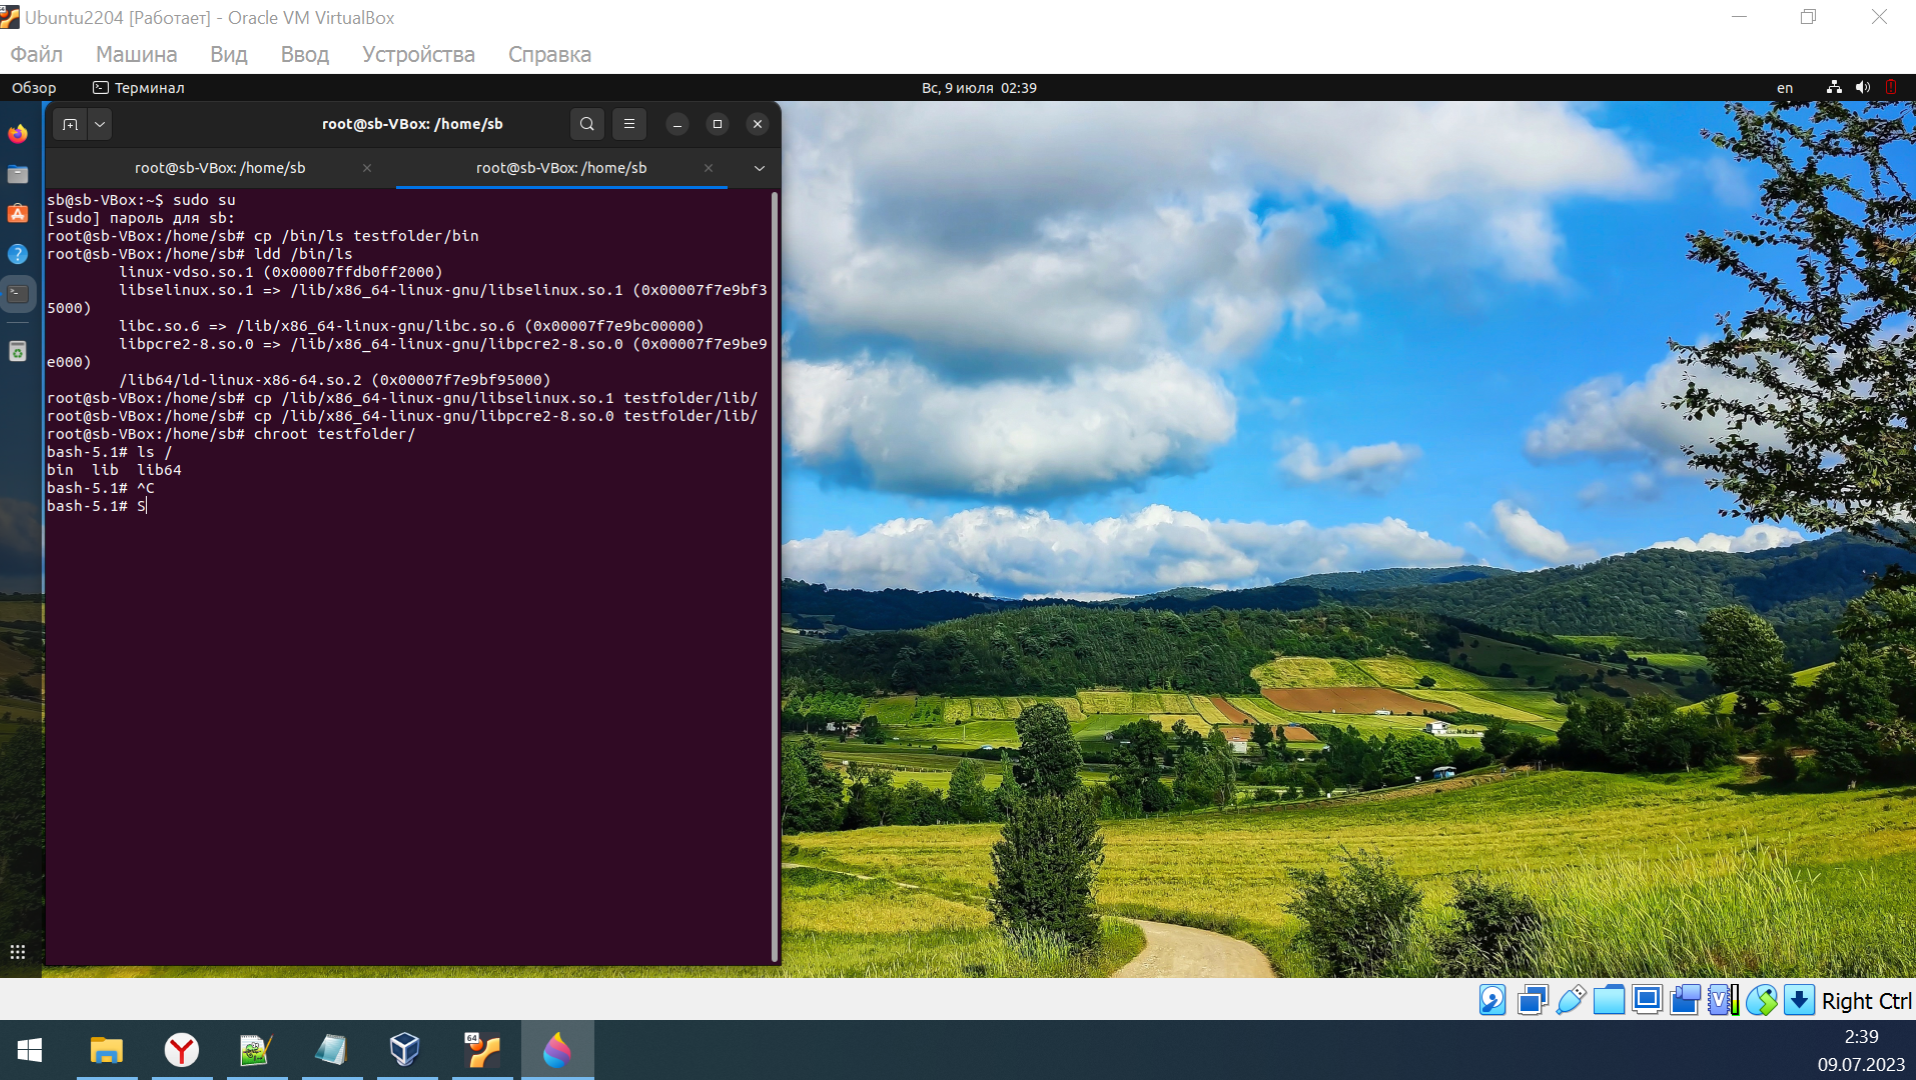 Ubuntu2204 [Работает] - Oracle VM VirtualBox
Файл Машина Вид Ввод Устройства Справка
Обзор Терминал Вс, 9 июля 02:39 en
root@sb-VBox: /home/sb
root@sb-VBox: /home/sb root@sb-VBox: /home/sb
sb@sb-VBox:~$ sudo su
[sudo] пароль для sb:
root@sb-VBox:/home/sb# cp /bin/ls testfolder/bin
root@sb-VBox:/home/sb# ldd /bin/ls
linux-vdso.so.1 (0x00007ffdb0ff2000)
libselinux.so.1 => /lib/x86_64-linux-gnu/libselinux.so.1 (0x00007f7e9bf3
5000)
libc.so.6 => /lib/x86_64-linux-gnu/libc.so.6 (0x00007f7e9bc00000)
libpcre2-8.so.0 => /lib/x86_64-linux-gnu/libpcre2-8.so.0 (0x00007f7e9be9
e000)
/lib64/ld-linux-x86-64.so.2 (0x00007f7e9bf95000)
root@sb-VBox:/home/sb# cp /lib/x86_64-linux-gnu/libselinux.so.1 testfolder/lib/
root@sb-VBox:/home/sb# cp /lib/x86_64-linux-gnu/libpcre2-8.so.0 testfolder/lib/
root@sb-VBox:/home/sb# chroot testfolder/
bash-5.1# ls /
bin lib lib64
bash-5.1# ^C
bash-5.1# S
Right Ctrl
64
2:39
09.07.2023